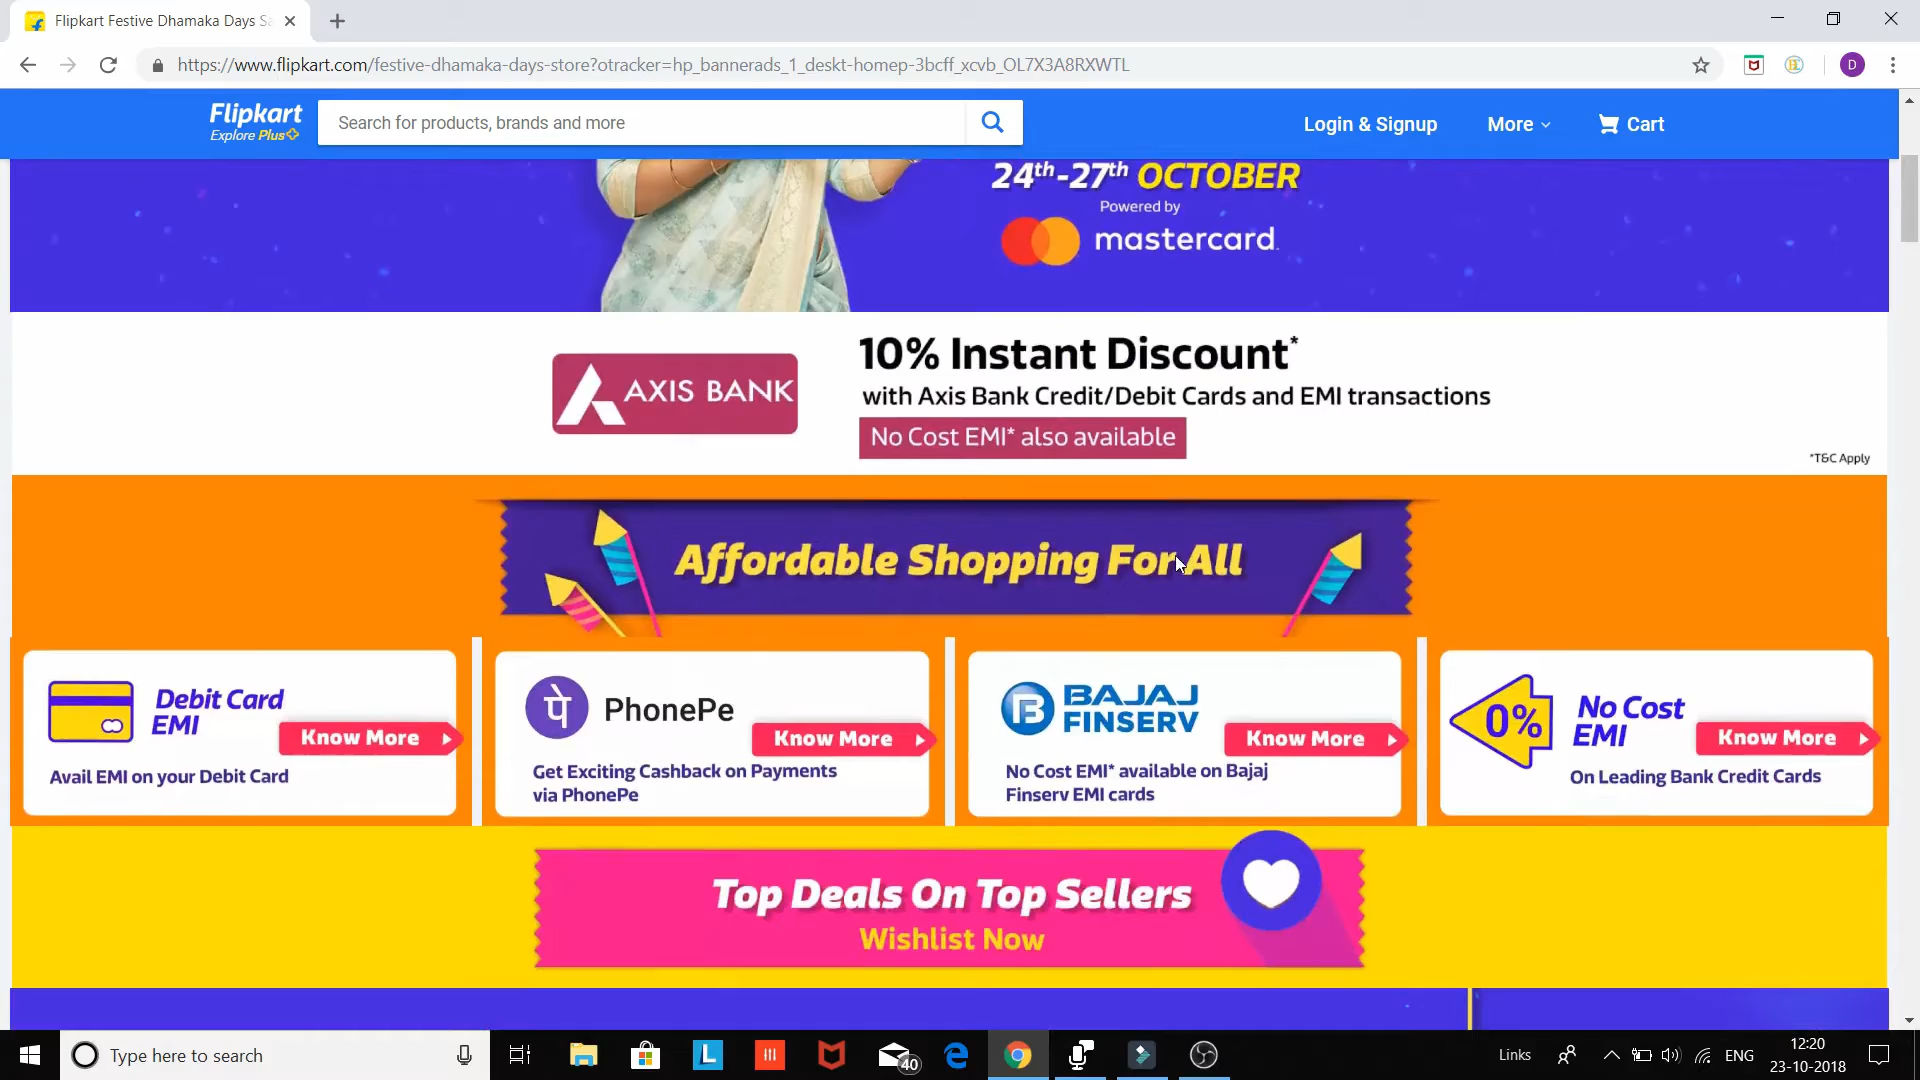 Flipkart Festive Dhamaka Days Sa
https://www.flipkart.com/festive-dhamaka-days-store?otracker=hp_bannerads_1_deskt-homep-3bcff_xcvb_OL7X3A8RXWTL
D
Flipkart
Explore Plus
Search for products, brands and more
Login & Signup
More
Cart
24th-27th OCTOBER
Powered by
mastercard.
AXIS BANK
10% Instant Discount*
with Axis Bank Credit/Debit Cards and EMI transactions
No Cost EMI* also available
*T&C Apply
Affordable Shopping For All
Debit Card
EMI
Know More
Avail EMI on your Debit Card
पे
PhonePe
Know More
Get Exciting Cashback on Payments
via PhonePe
B
BAJAJ
FINSERV
Know More
No Cost EMI* available on Bajaj
Finserv EMI cards
0%
No Cost
EMI
Know More
On Leading Bank Credit Cards
Top Deals On Top Sellers
Wishlist Now
Type here to search
L
40
Links
ENG
12:20
23-10-2018